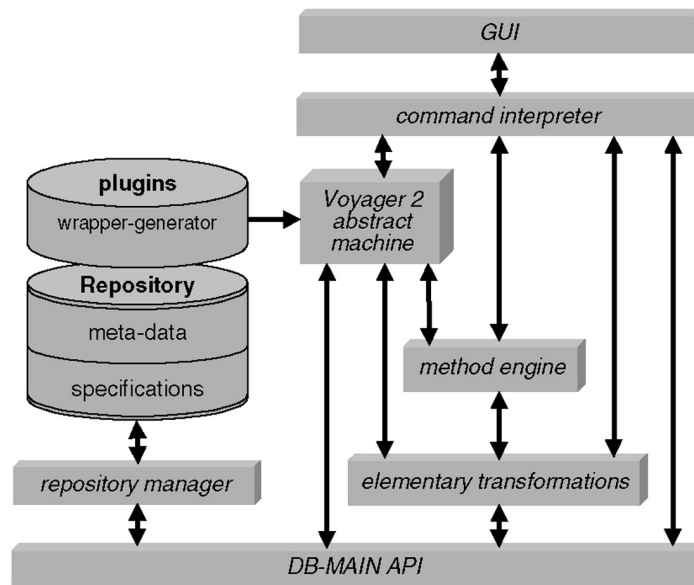 GUI
command interpreter
plugins
wrapper-generator
Voyager 2
abstract
machine
Repository
meta-data
specifications
method engine
repository manager
elementary transformations
DB-MAIN API